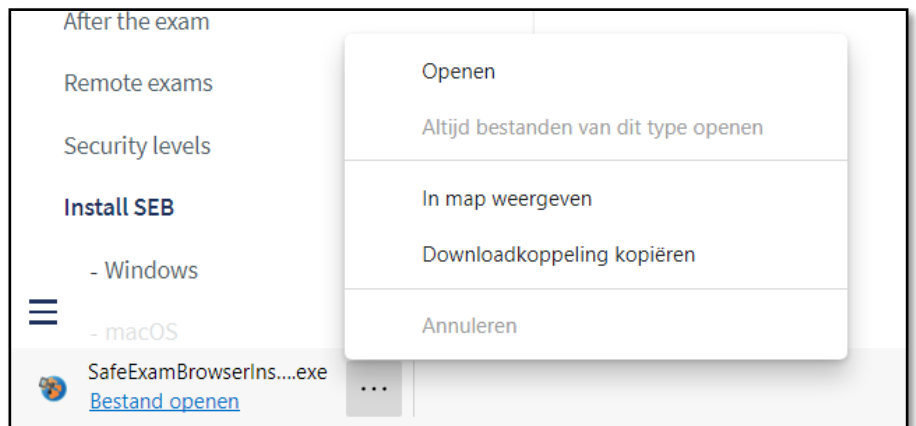 After the exam
Remote exams
Security levels
Install SEB
- Windows
- macOS
Openen
Altijd bestanden van dit type openen
In map weergeven
Downloadkoppeling kopiëren
Annuleren
SafeExamBrowserIns....exe
Bestand openen